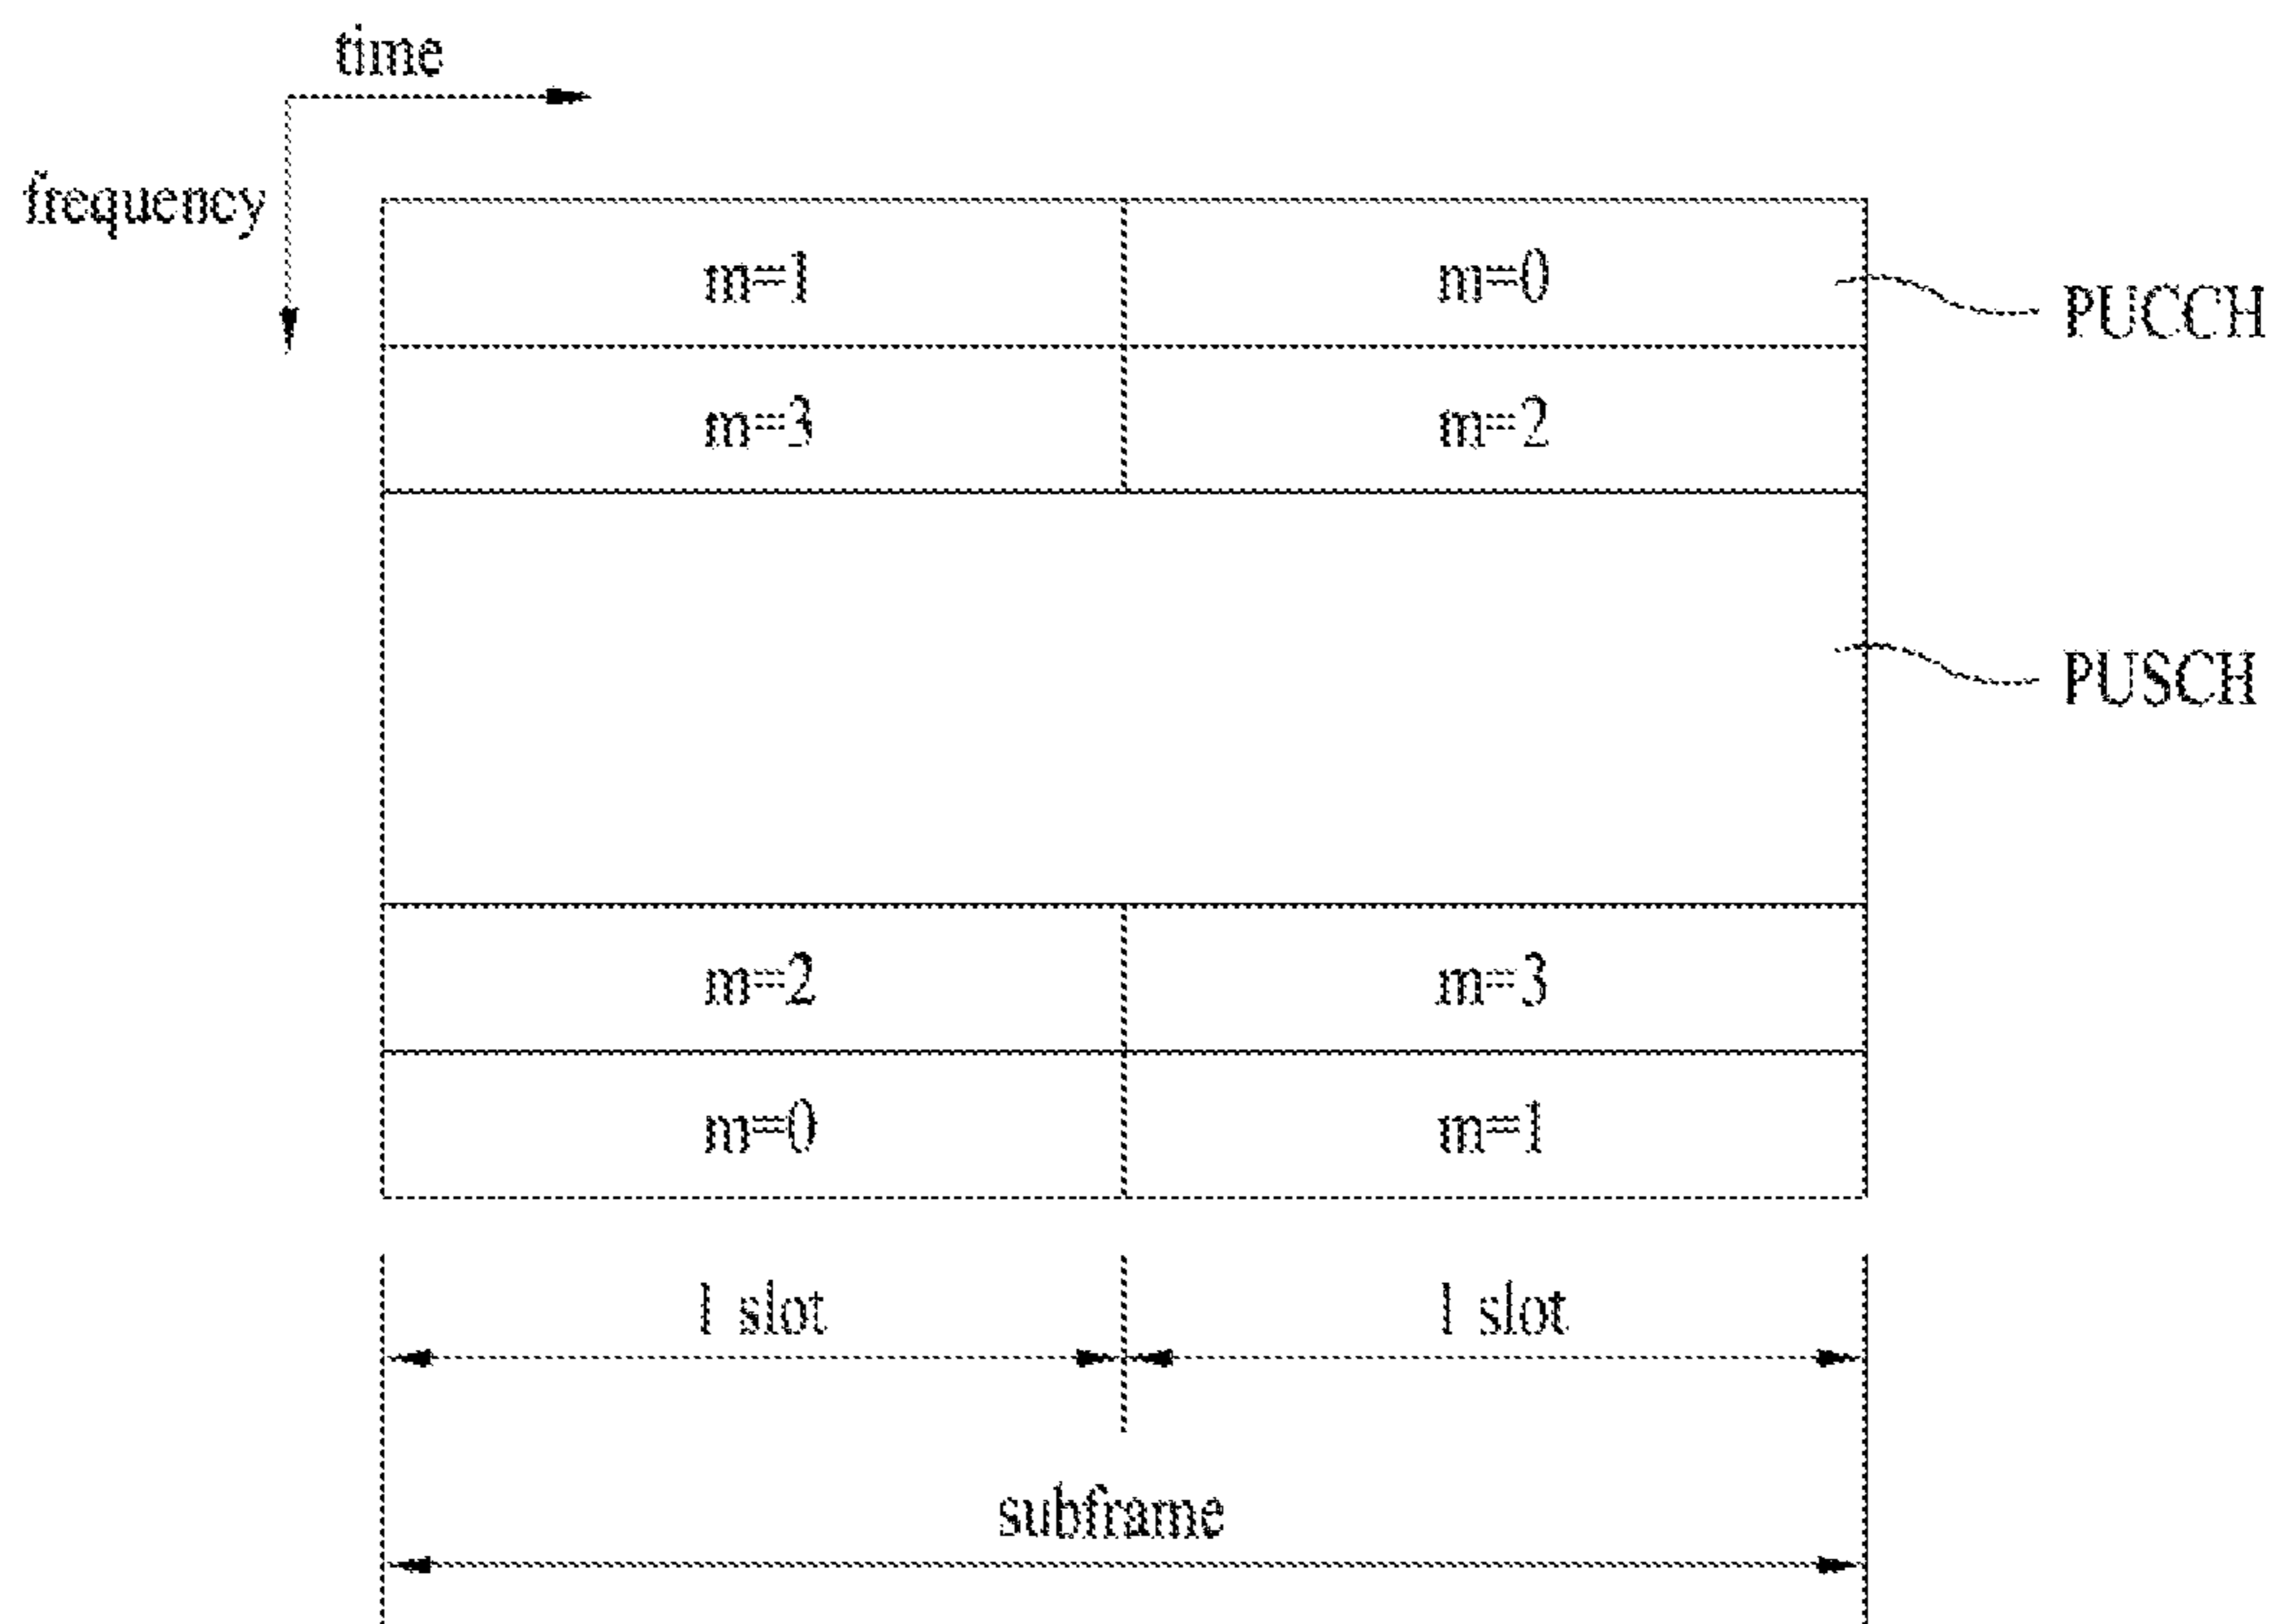 time
frequency
m=1 m=0
PUCCH
m=3 m=2
PUSCH
m=2 m=3
m=0 m=1
1 slot 1 slot
subframe